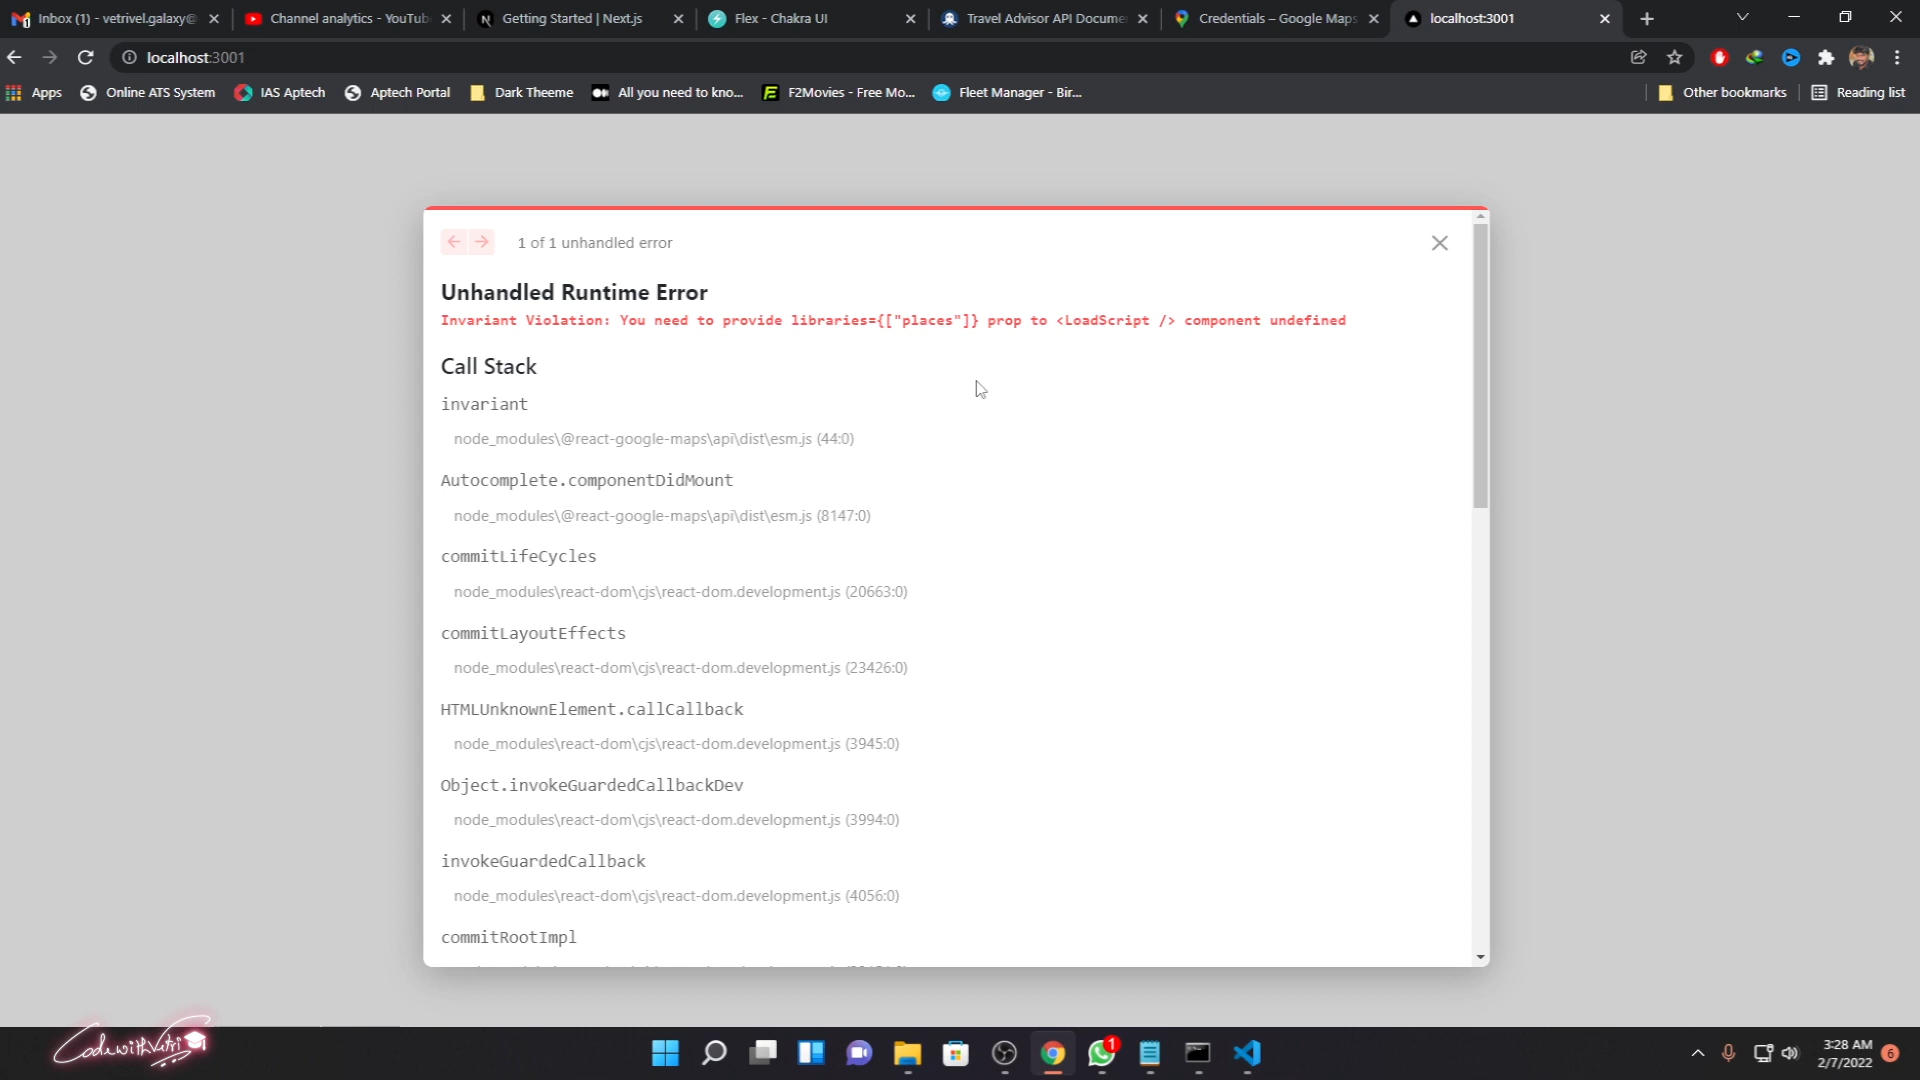 Inbox (1) - vetrivel.galaxy@
Channel analytics - YouTub
Getting Started | Next.js
Flex - Chakra UI
Travel Advisor API Docume
Credentials – Google Maps
localhost:3001
localhost:3001
Apps
Online ATS System
IAS Aptech
Aptech Portal
Dark Theeme
All you need to kno...
F2Movies - Free Mo...
Fleet Manager - Bir...
Other bookmarks
Reading list
1 of 1 unhandled error
Unhandled Runtime Error
Invariant Violation: You need to provide libraries={["places"]} prop to <LoadScript /> component undefined
Call Stack
invariant
node_modules\@react-google-maps\api\dist\esm.js (44:0)
Autocomplete.componentDidMount
node_modules\@react-google-maps\api\dist\esm.js (8147:0)
commitLifeCycles
node_modules\react-dom\cjs\react-dom.development.js (20663:0)
commitLayoutEffects
node_modules\react-dom\cjs\react-dom.development.js (23426:0)
HTMLUnknownElement.callCallback
node_modules\react-dom\cjs\react-dom.development.js (3945:0)
Object.invokeGuardedCallbackDev
node_modules\react-dom\cjs\react-dom.development.js (3994:0)
invokeGuardedCallback
node_modules\react-dom\cjs\react-dom.development.js (4056:0)
commitRootImpl
CodewithVetri
1
3:28 AM
2/7/2022
6